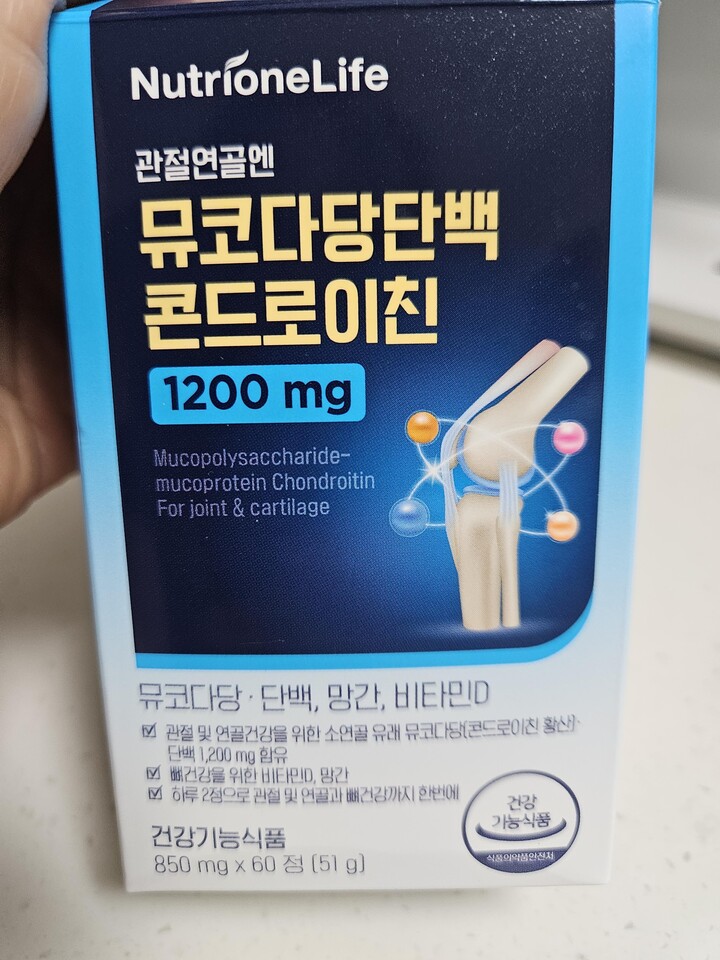 NutrioneLife
관절연골엔
뮤코다당단백
콘드로이친
1200 mg
Mucopolysaccharide-
mucoprotein Chondroitin
For joint & cartilage
뮤코다당·단백, 망간, 비타민D
관절 및 연골건강을 위한 소연골 유래 뮤코다당(콘드로이친 황산)·
단백 1,200 mg 함유
뼈건강을 위한 비타민D, 망간
하루 2정으로 관절 및 연골과 뼈건강까지 한번에
건강
기능식품
식품의약품안전처
건강기능식품
850 mg x 60 정 (51 g)